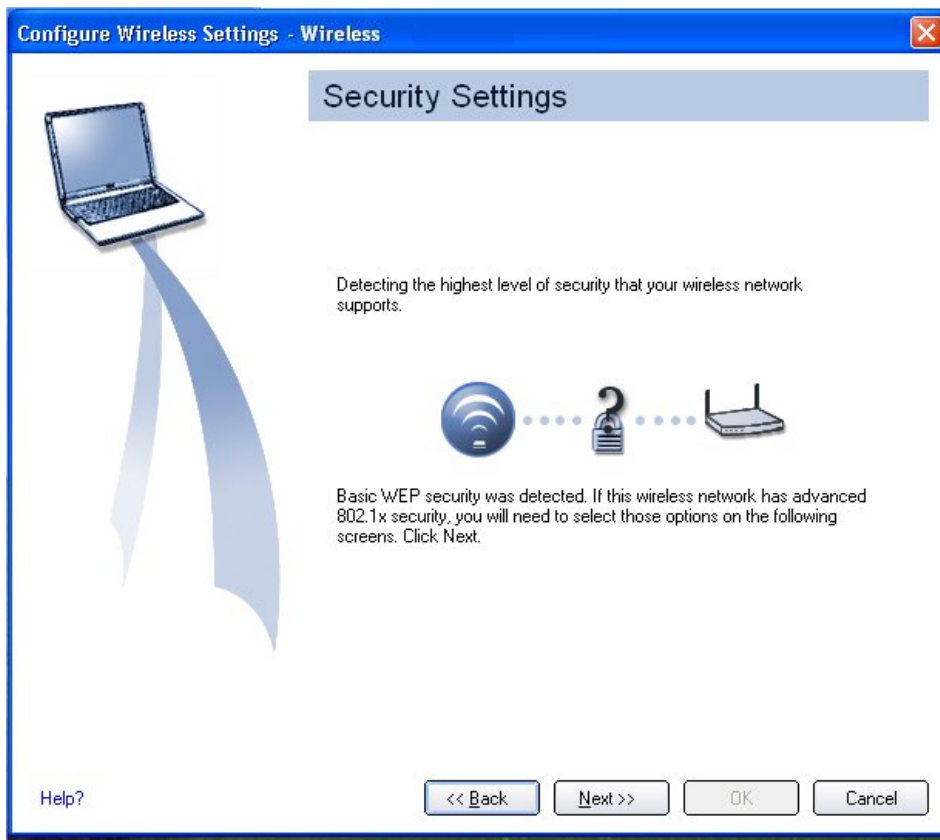 Configure Wireless Settings - Wireless
Security Settings
Detecting the highest level of security that your wireless network
supports.
Basic WEP security was detected. If this wireless network has advanced
802.1x security, you will need to select those options on the following
screens. Click Next.
Help?
<< Back
Next >>
OK
Cancel